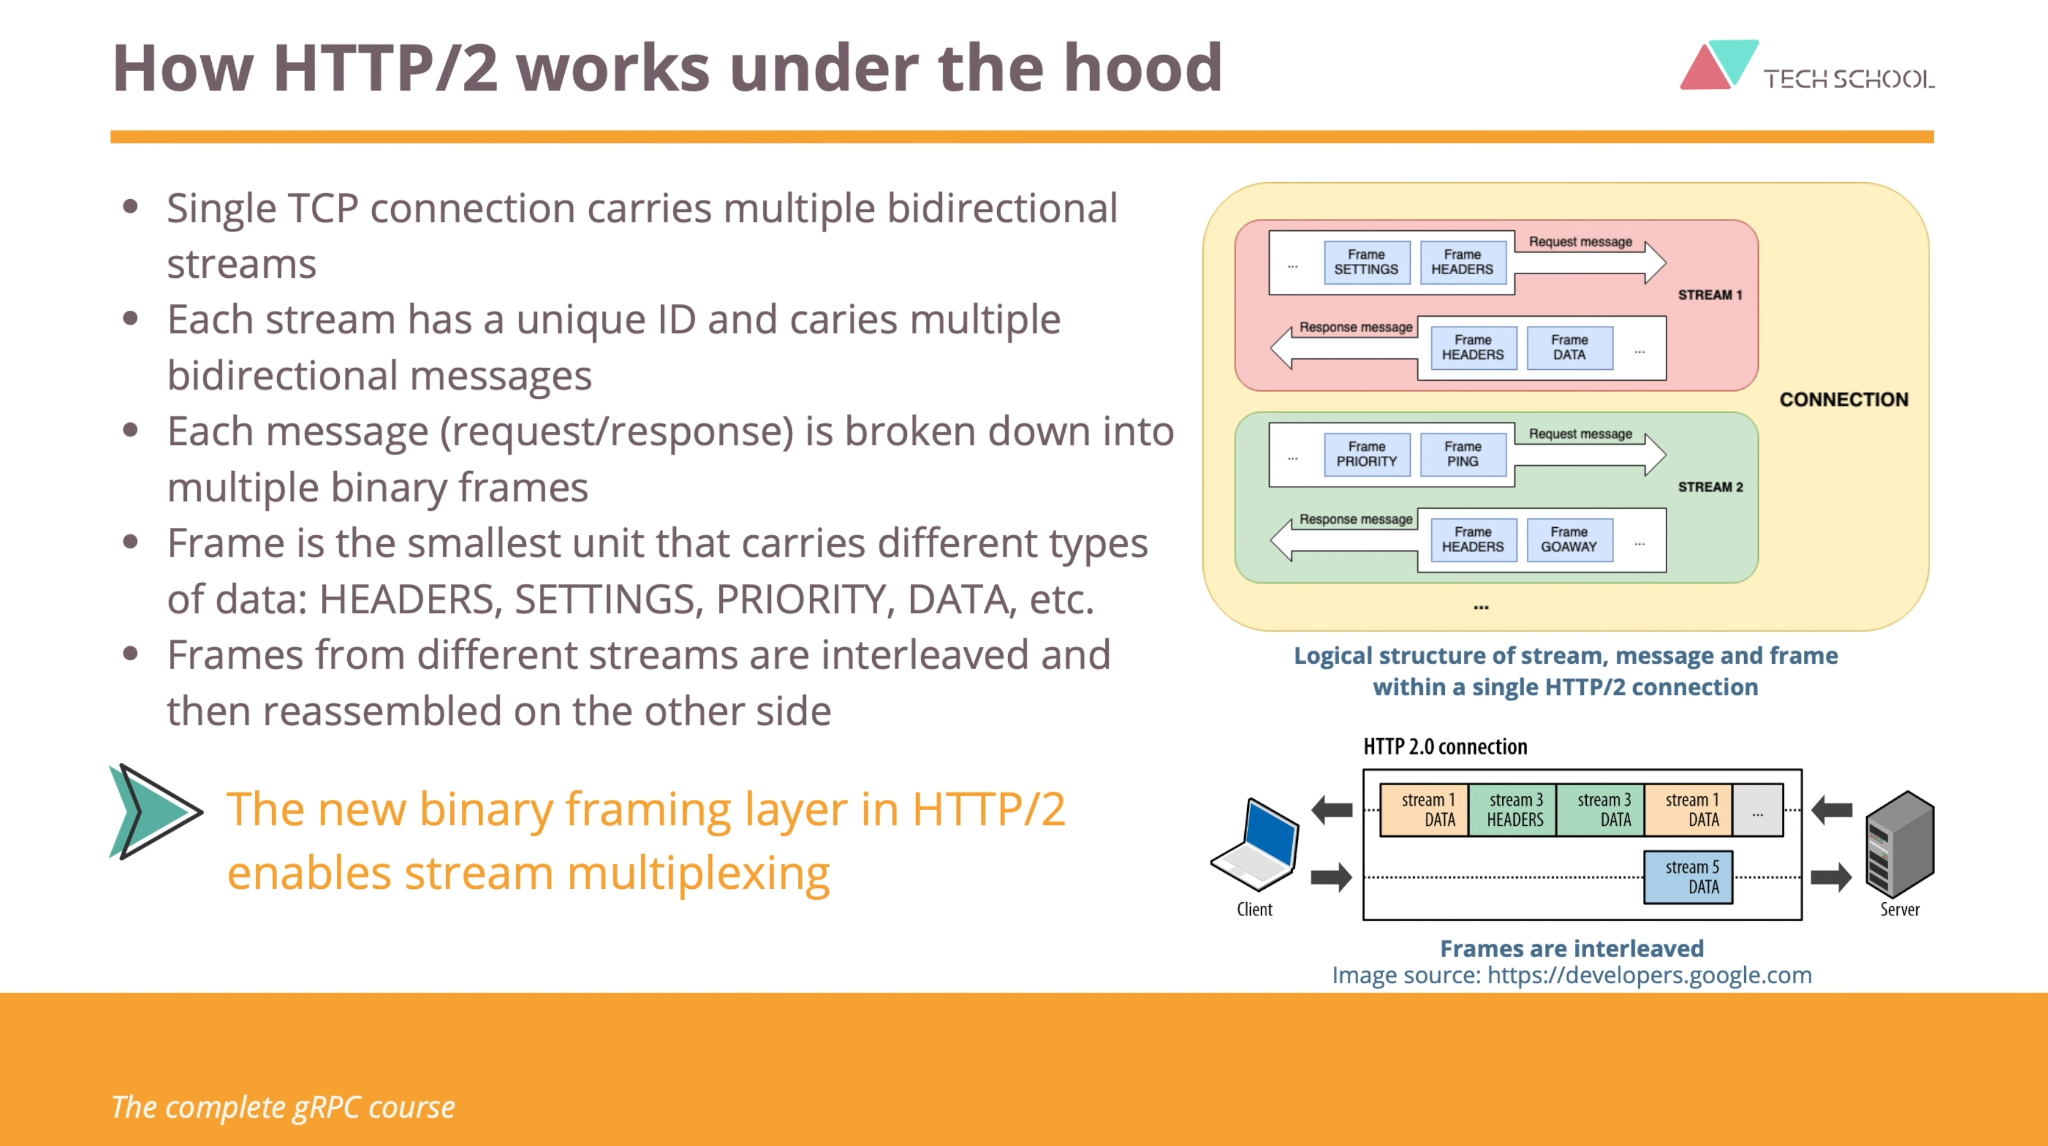 How HTTP/2 works under the hood
TECH SCHOOL
• Single TCP connection carries multiple bidirectional
streams
• Each stream has a unique ID and caries multiple
bidirectional messages
• Each message (request/response) is broken down into
multiple binary frames
• Frame is the smallest unit that carries different types
of data: HEADERS, SETTINGS, PRIORITY, DATA, etc.
• Frames from different streams are interleaved and
then reassembled on the other side
The new binary framing layer in HTTP/2
enables stream multiplexing
...
Frame
SETTINGS
Frame
HEADERS
Request message
STREAM 1
Response message
Frame
HEADERS
Frame
DATA
...
CONNECTION
...
Frame
PRIORITY
Frame
PING
Request message
STREAM 2
Response message
Frame
HEADERS
Frame
GOAWAY
...
...
Logical structure of stream, message and frame
within a single HTTP/2 connection
HTTP 2.0 connection
stream 1
DATA
stream 3
HEADERS
stream 3
DATA
stream 1
DATA
...
stream 5
DATA
Client
Server
Frames are interleaved
Image source: https://developers.google.com
The complete gRPC course